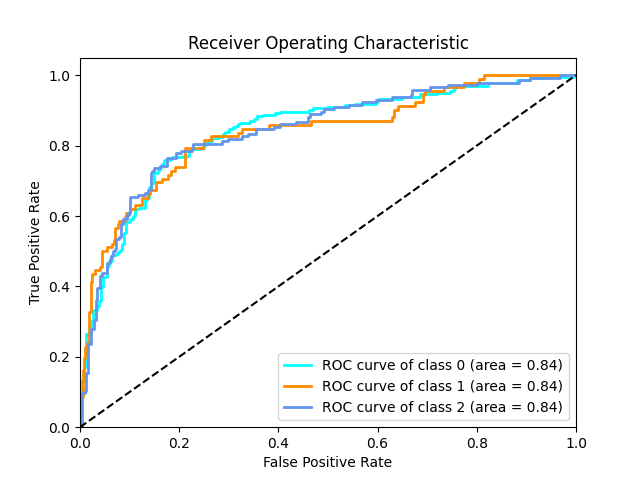 Receiver Operating Characteristic
True Positive Rate
1.0
0.8
0.6
0.4
0.2
0.0
ROC curve of class 0 (area = 0.84)
ROC curve of class 1 (area = 0.84)
ROC curve of class 2 (area = 0.84)
0.0 0.2 0.4 0.6 0.8 1.0
False Positive Rate